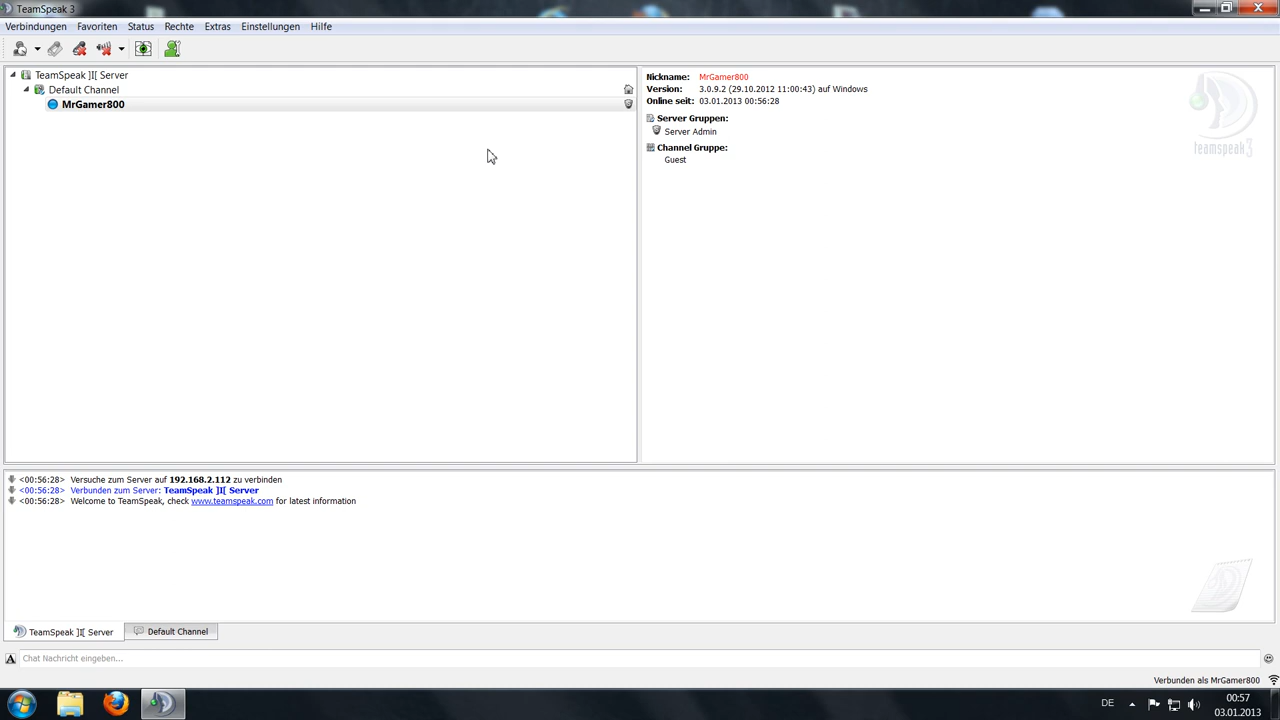 TeamSpeak 3
Verbindungen Favoriten Status Rechte Extras Einstellungen Hilfe
TeamSpeak ]I[ Server
Default Channel
MrGamer800
Nickname: MrGamer800
Version: 3.0.9.2 (29.10.2012 11:00:43) auf Windows
Online seit: 03.01.2013 00:56:28
Server Gruppen:
Server Admin
Channel Gruppe:
Guest
teamspeak3
<00:56:28> Versuche zum Server auf 192.168.2.112 zu verbinden
<00:56:28> Verbunden zum Server: TeamSpeak ]I[ Server
<00:56:28> Welcome to TeamSpeak, check www.teamspeak.com for latest information
TeamSpeak ]I[ Server Default Channel
Chat Nachricht eingeben...
Verbunden als MrGamer800
DE 00:57
03.01.2013